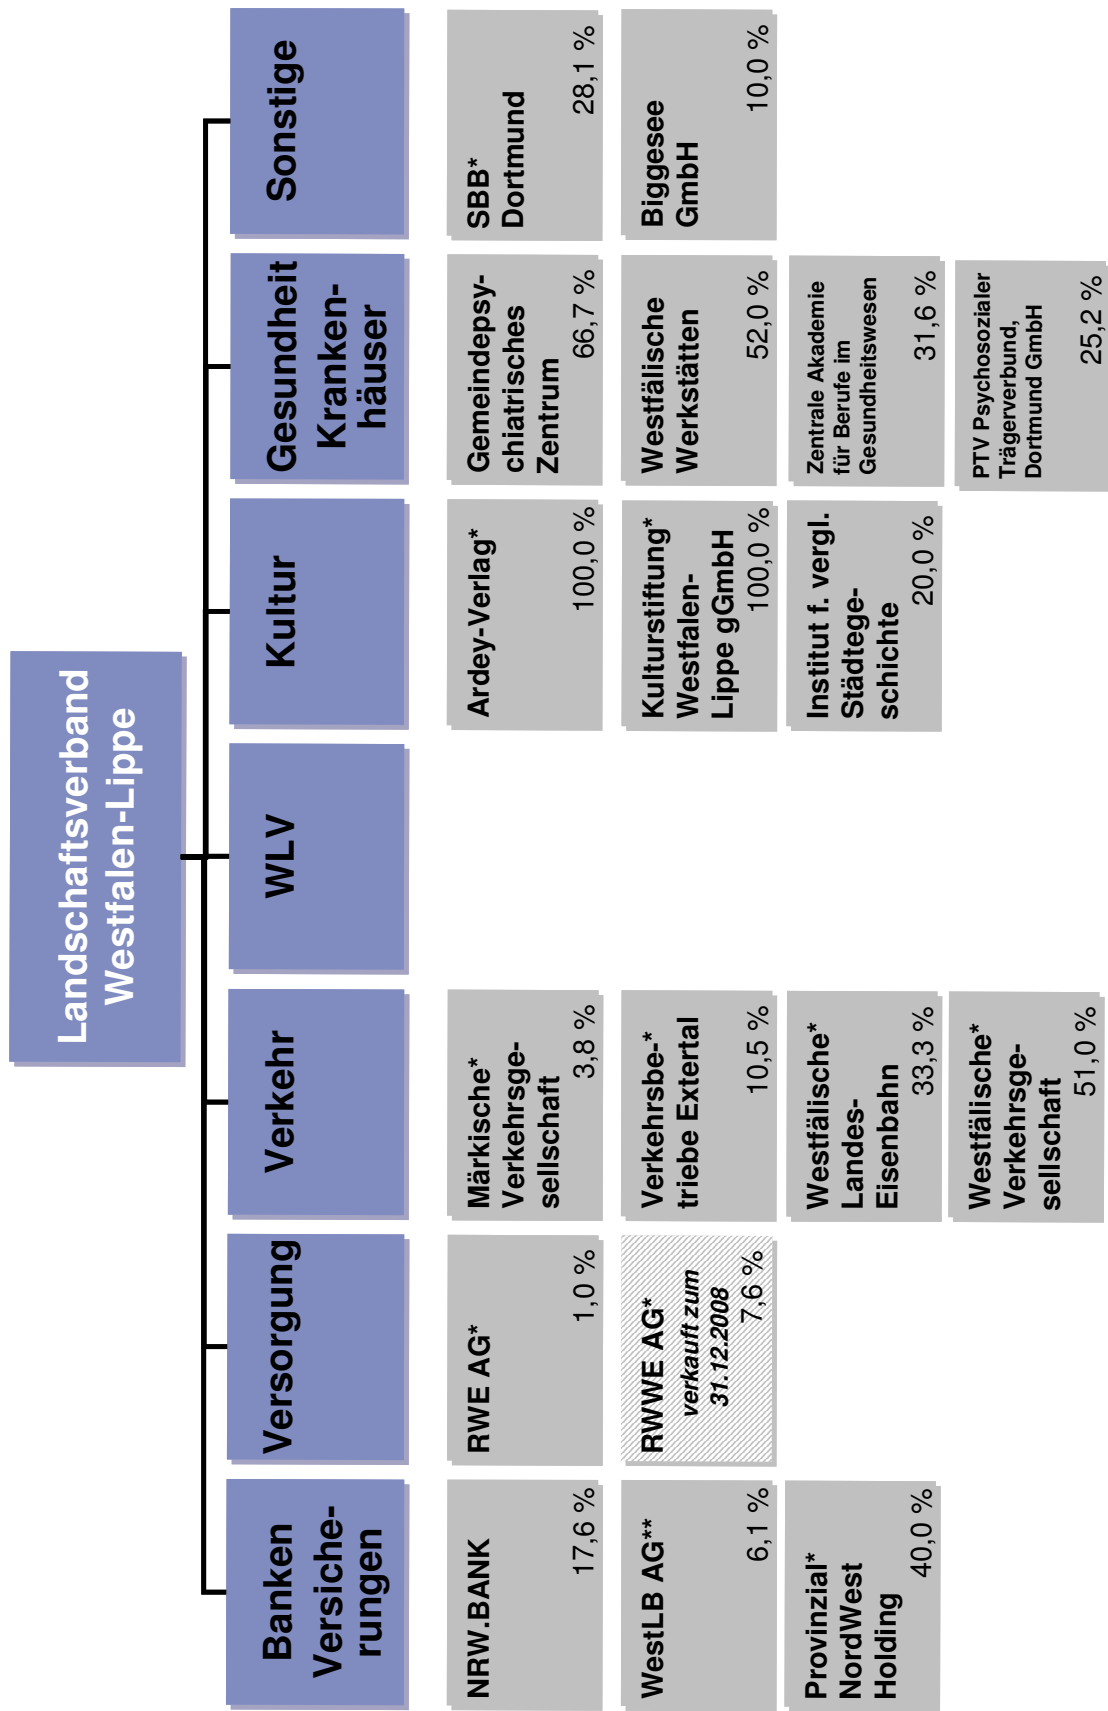 Landschaftsverband
Westfalen-Lippe
Banken
Versiche-
rungen
NRW.BANK
17,6 %
WestLB AG**
6,1 %
Provinzial*
NordWest
Holding
40,0 %
Versorgung
RWE AG*
1,0 %
RWWE AG*
verkauft zum
31.12.2008
7,6 %
Verkehr
Märkische*
Verkehrsge-
sellschaft
3,8 %
Verkehrsbe-*
triebe Extertal
10,5 %
Westfälische*
Landes-
Eisenbahn
33,3 %
Westfälische*
Verkehrsge-
sellschaft
51,0 %
WLV
Kultur
Ardey-Verlag*
100,0 %
Kulturstiftung*
Westfalen-
Lippe gGmbH
100,0 %
Institut f. vergl.
Städtege-
schichte
20,0 %
Gesundheit
Kranken-
häuser
Gemeindepsy-
chiatrisches
Zentrum
66,7 %
Westfälische
Werkstätten
52,0 %
Zentrale Akademie
für Berufe im
Gesundheitswesen
31,6 %
PTV Psychosozialer
Trägerverbund,
Dortmund GmbH
25,2 %
Sonstige
SBB*
Dortmund
28,1 %
Biggesee
GmbH
10,0 %